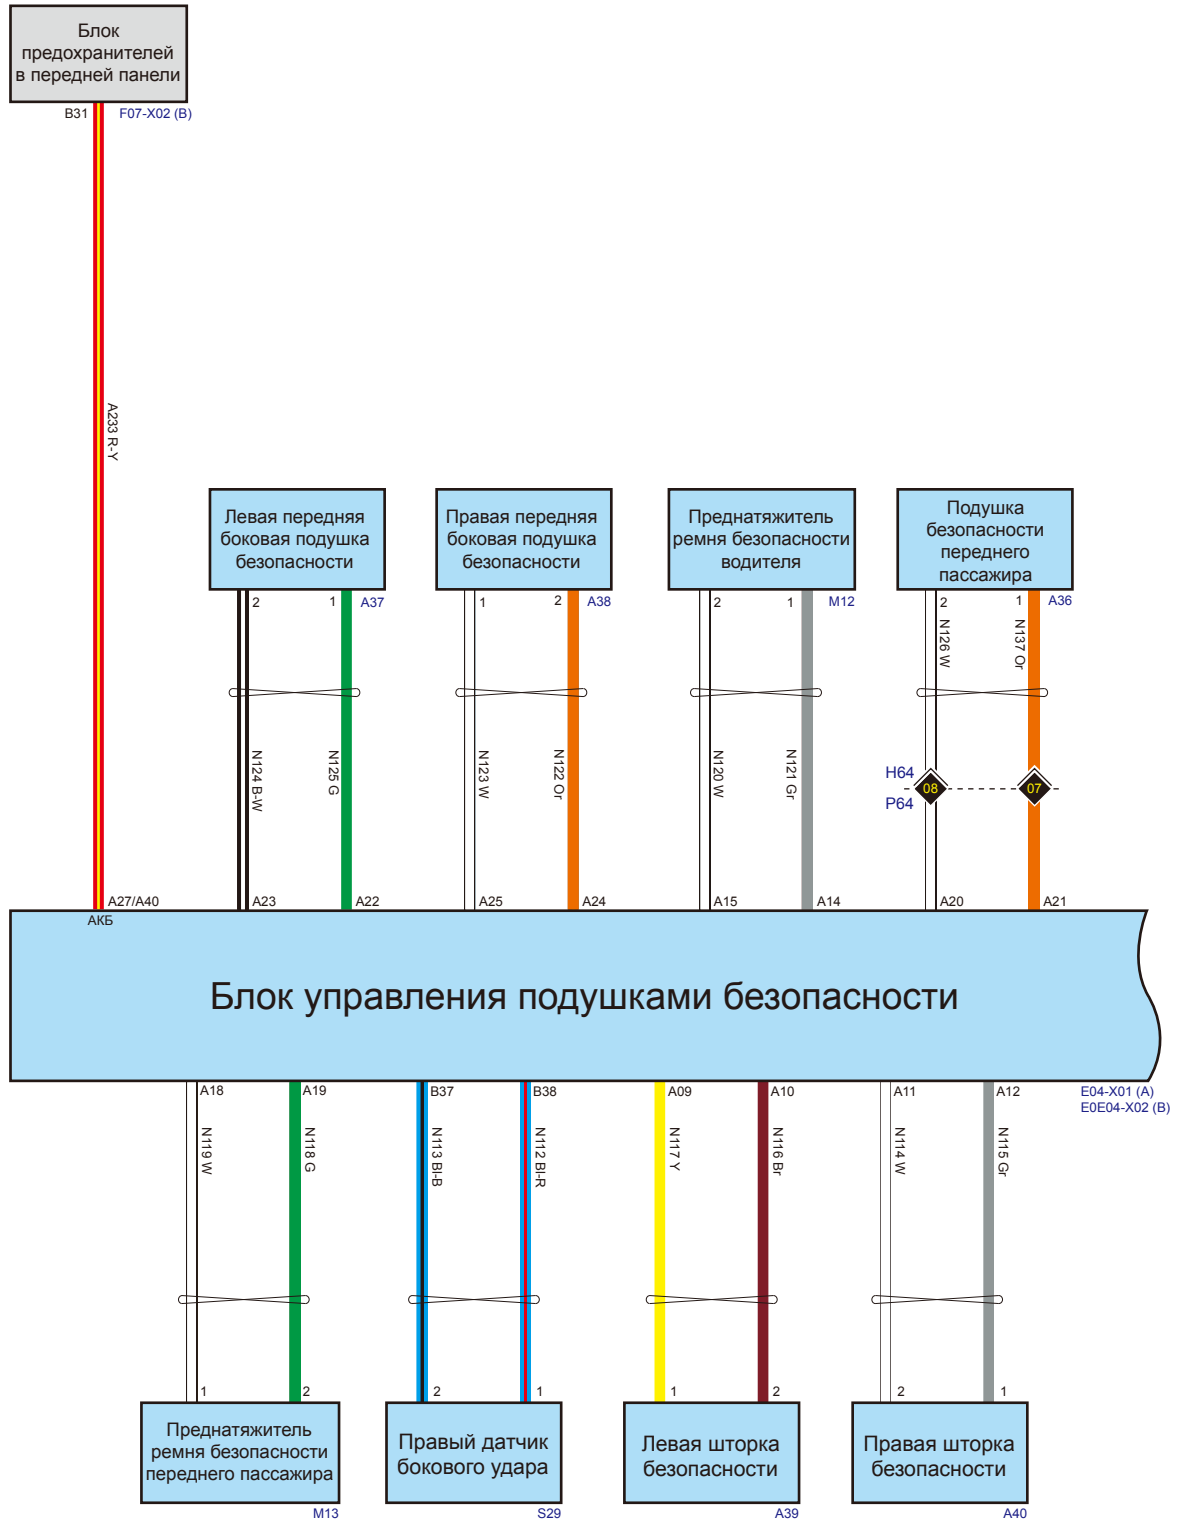 Блок
предохранителей
в передней панели
B31
F07-X02 (B)
A233 R-Y
Левая передняя
боковая подушка
безопасности
2
1
A37
Правая передняя
боковая подушка
безопасности
1
2
A38
Преднатяжитель
ремня безопасности
водителя
2
1
M12
Подушка
безопасности
переднего
пассажира
2
1
A36
N126 W
N137 Or
N124 B-W
N125 G
N123 W
N122 Or
N120 W
N121 Gr
H64
P64
08
07
A27/A40
A23
A22
A25
A24
A15
A14
A20
A21
АКБ
Блок управления подушками безопасности
A18
A19
B37
B38
A09
A10
A11
A12
E04-X01 (A)
E0E04-X02 (B)
N119 W
N118 G
N113 Bl-B
N112 Bl-R
N117 Y
N116 Br
N114 W
N115 Gr
1
2
2
1
1
2
2
1
Преднатяжитель
ремня безопасности
переднего пассажира
M13
Правый датчик
бокового удара
S29
Левая шторка
безопасности
A39
Правая шторка
безопасности
A40